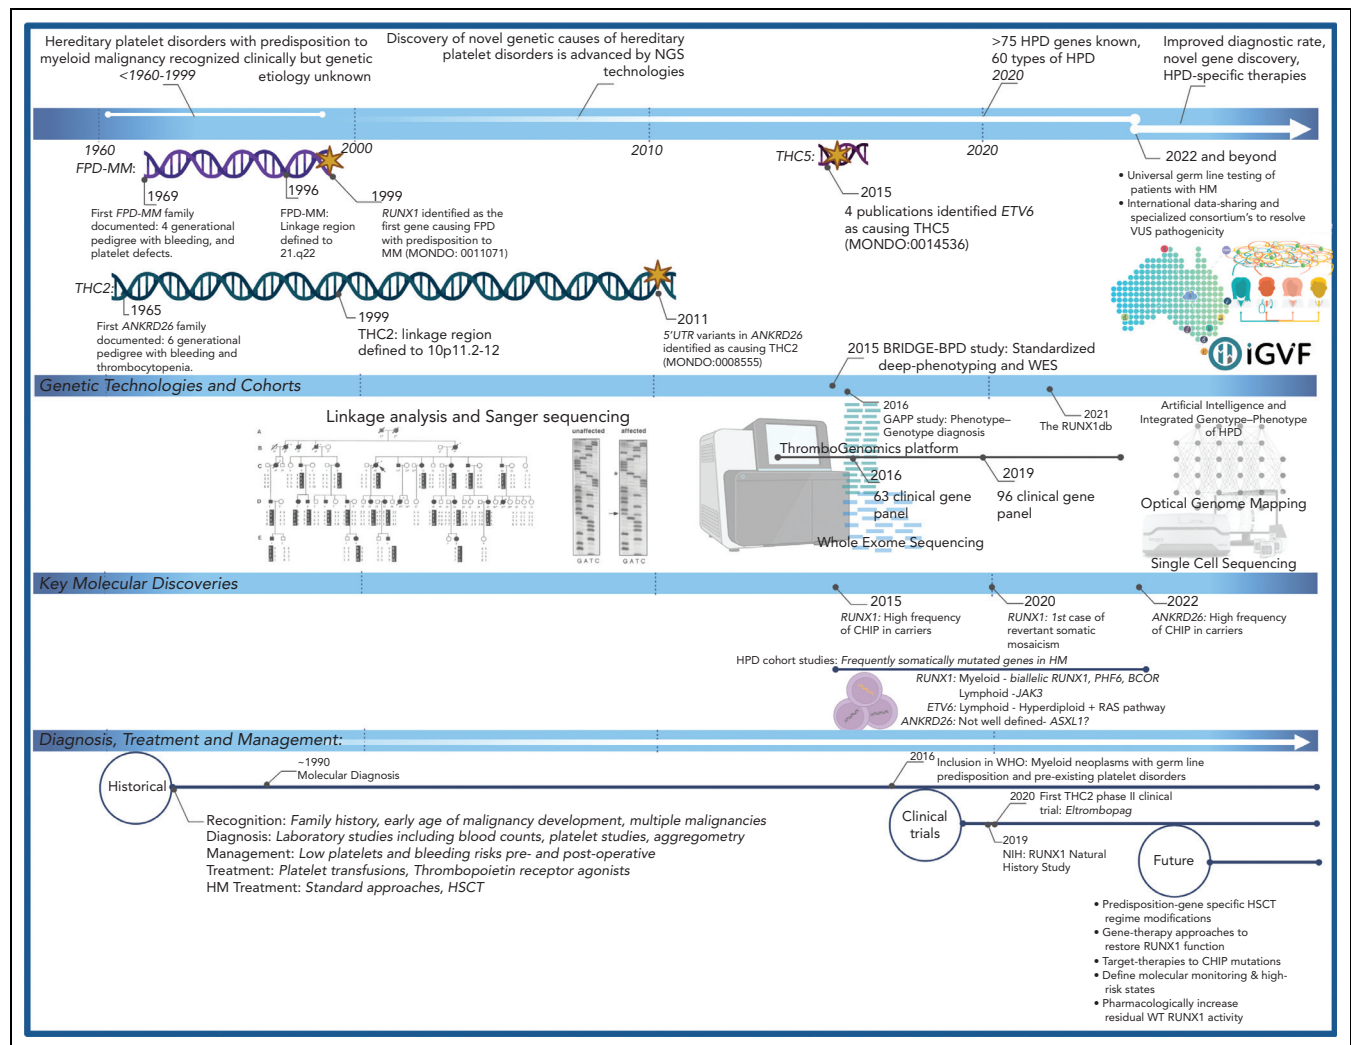 Hereditary platelet disorders with predisposition to
myeloid malignancy recognized clinically but genetic
etiology unknown
<1960-1999
Discovery of novel genetic causes of hereditary
platelet disorders is advanced by NGS
technologies
>75 HPD genes known,
60 types of HPD
2020
Improved diagnostic rate,
novel gene discovery,
HPD-specific therapies
1960
2000
2010
2020
FPD-MM:
1969
First FPD-MM family
documented: 4 generational
pedigree with bleeding, and
platelet defects.
1996
FPD-MM:
Linkage region
defined to
21.q22
1999
RUNX1 identified as the
first gene causing FPD
with predisposition to
MM (MONDO: 0011071)
THC5:
2015
4 publications identified ETV6
as causing THC5
(MONDO:0014536)
2022 and beyond
• Universal germ line testing of
patients with HM
• International data-sharing and
specialized consortium's to resolve
VUS pathogenicity
THC2:
1965
First ANKRD26 family
documented: 6 generational
pedigree with bleeding and
thrombocytopenia.
1999
THC2: linkage region
defined to 10p11.2-12
2011
5'UTR variants in ANKRD26
identified as causing THC2
(MONDO:0008555)
iGVF
2015 BRIDGE-BPD study: Standardized
deep-phenotyping and WES
Genetic Technologies and Cohorts
Linkage analysis and Sanger sequencing
A
B
C
D
E
unaffected
affected
G A T C
G A T C
2016
GAPP study: Phenotype–
Genotype diagnosis
ThromboGenomics platform
2016
63 clinical gene
panel
2019
96 clinical gene
panel
Whole Exome Sequencing
2021
The RUNX1db
Artificial Intelligence and
Integrated Genotype–Phenotype
of HPD
Optical Genome Mapping
Single Cell Sequencing
Key Molecular Discoveries
2015
RUNX1: High frequency
of CHIP in carriers
2020
RUNX1: 1st case of
revertant somatic
mosaicism
2022
ANKRD26: High frequency
of CHIP in carriers
HPD cohort studies: Frequently somatically mutated genes in HM
RUNX1: Myeloid - biallelic RUNX1, PHF6, BCOR
Lymphoid -JAK3
ETV6: Lymphoid - Hyperdiploid + RAS pathway
ANKRD26: Not well defined- ASXL1?
Diagnosis, Treatment and Management:
Historical
~1990
Molecular Diagnosis
2016
Inclusion in WHO: Myeloid neoplasms with germ line
predisposition and pre-existing platelet disorders
Recognition: Family history, early age of malignancy development, multiple malignancies
Diagnosis: Laboratory studies including blood counts, platelet studies, aggregometry
Management: Low platelets and bleeding risks pre- and post-operative
Treatment: Platelet transfusions, Thrombopoietin receptor agonists
HM Treatment: Standard approaches, HSCT
Clinical
trials
2020 First THC2 phase II clinical
trial: Eltrombopag
2019
NIH: RUNX1 Natural
History Study
Future
• Predisposition-gene specific HSCT
regime modifications
• Gene-therapy approaches to
restore RUNX1 function
• Target-therapies to CHIP mutations
• Define molecular monitoring & high-
risk states
• Pharmacologically increase
residual WT RUNX1 activity